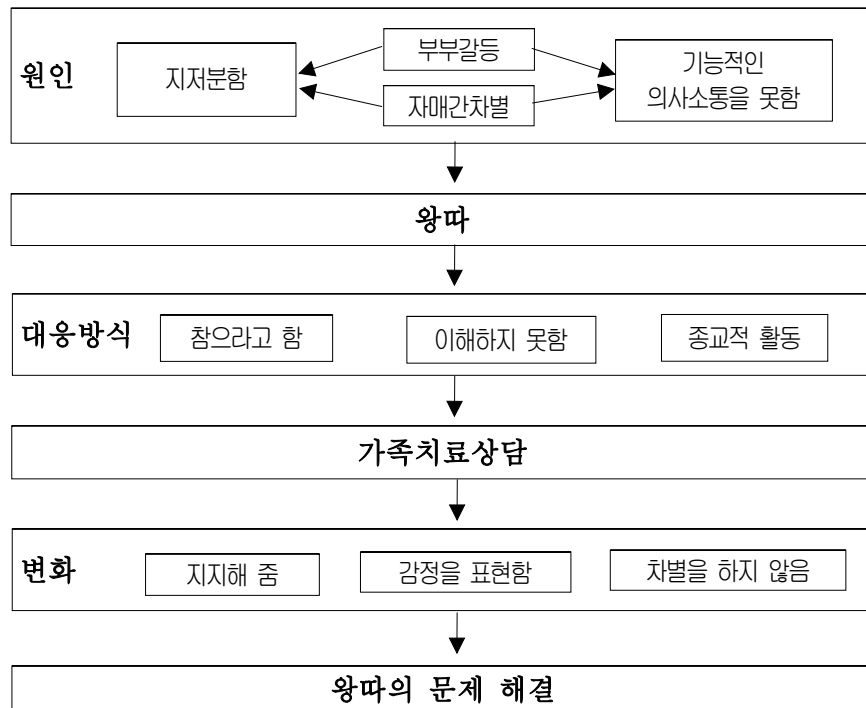 원인
지저분함
부부갈등
자매간차별
기능적인
의사소통을 못함
왕따
대응방식
참으라고 함
이해하지 못함
종교적 활동
가족치료상담
변화
지지해 줌
감정을 표현함
차별을 하지 않음
왕따의 문제 해결